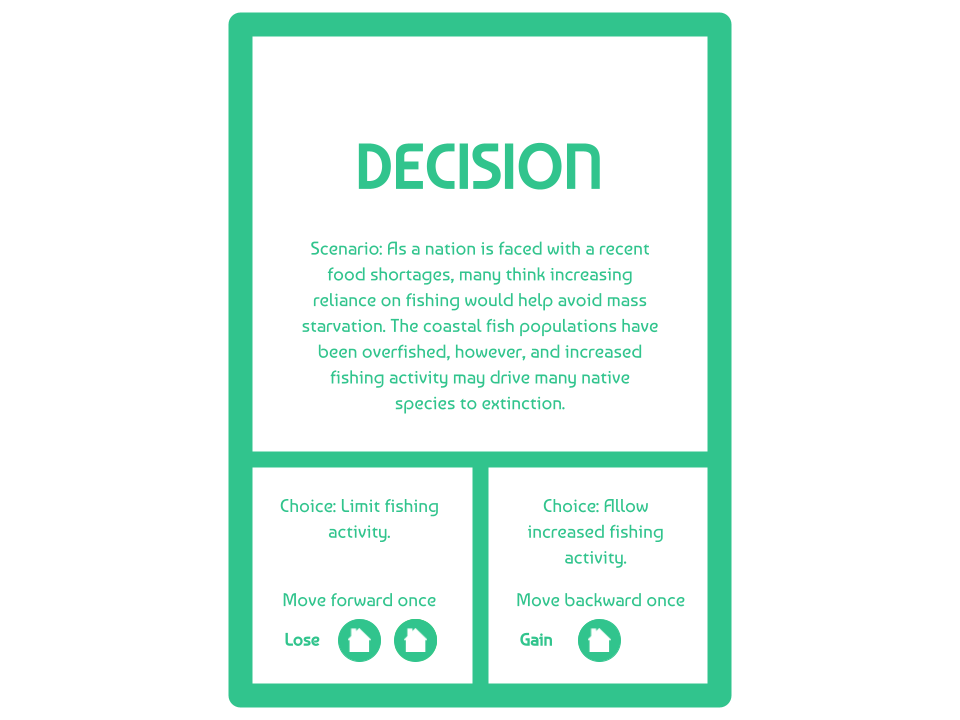 DECISION
Scenario: As a nation is faced with a recent
food shortages, many think increasing
reliance on fishing would help avoid mass
starvation. The coastal fish populations have
been overfished, however, and increased
fishing activity may drive many native
species to extinction.
Choice: Limit fishing
activity.
Move forward once
Lose
Choice: Allow
increased fishing
activity.
Move backward once
Gain